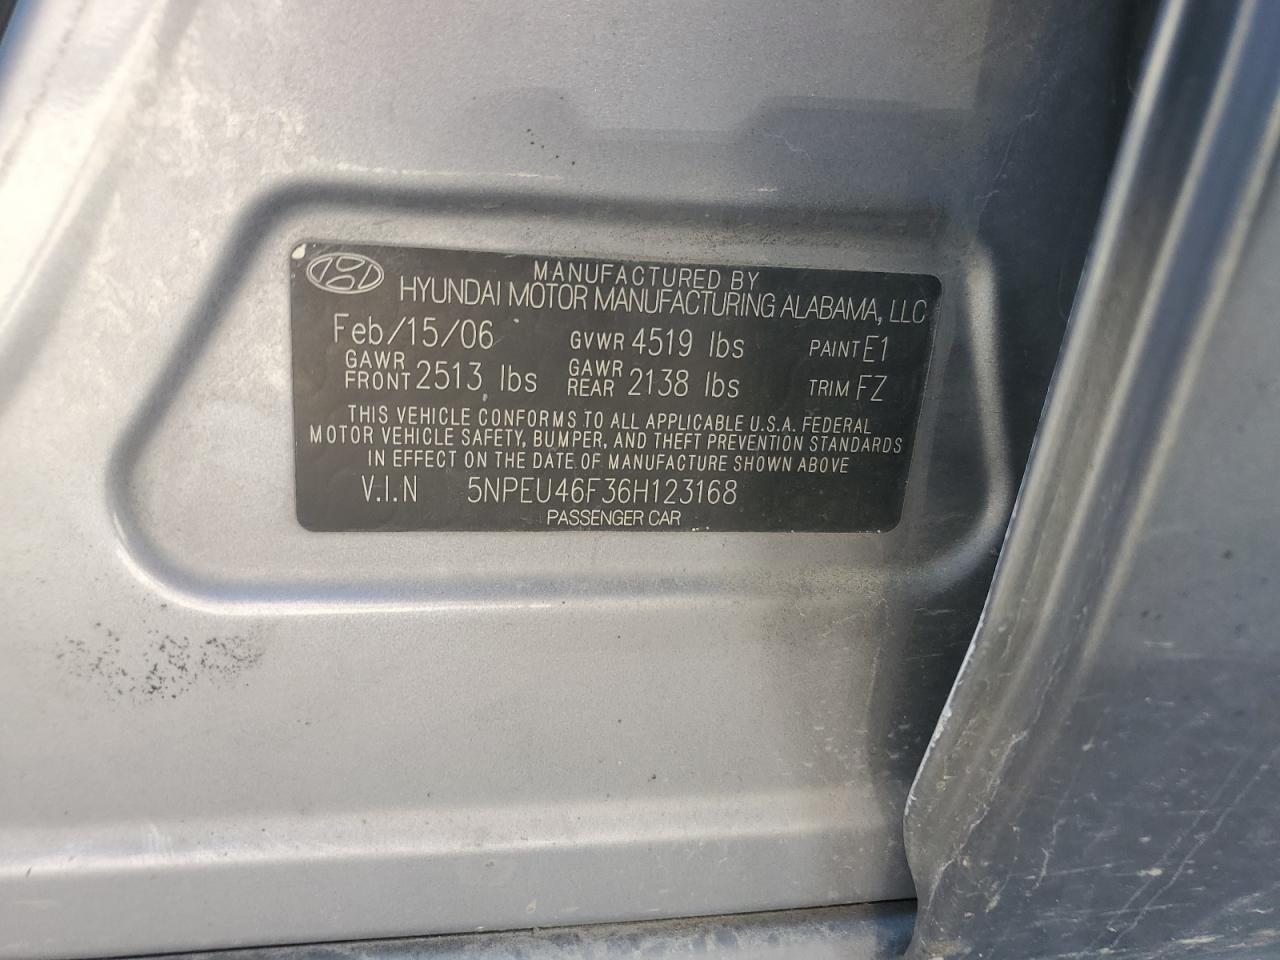 MANUFACTURED BY
HYUNDAI MOTOR MANUFACTURING ALABAMA, LLC
Feb/15/06 GVWR 4519 lbs PAINT E1
GAWR FRONT 2513 lbs GAWR REAR 2138 lbs TRIM FZ
THIS VEHICLE CONFORMS TO ALL APPLICABLE U.S.A. FEDERAL
MOTOR VEHICLE SAFETY, BUMPER, AND THEFT PREVENTION STANDARDS
IN EFFECT ON THE DATE OF MANUFACTURE SHOWN ABOVE
V.I.N 5NPEU46F36H123168
PASSENGER CAR